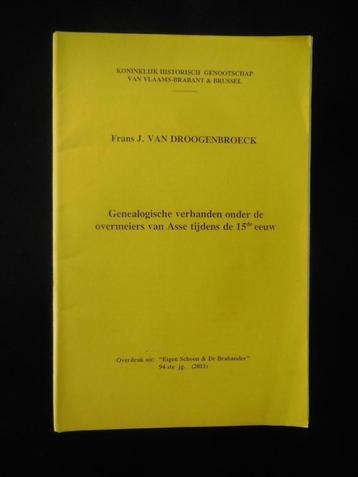 KONINKLIJK HISTORISCH GENOOTSCHAP
VAN VLAAMS-BRABANT & BRUSSEL
Frans J. VAN DROOGENBROECK
Genealogische verbanden onder de
overmeiers van Asse tijdens de 15de eeuw
Overdruk uit: "Eigen Schoon & De Brabander"
94 ste jg. (2011)